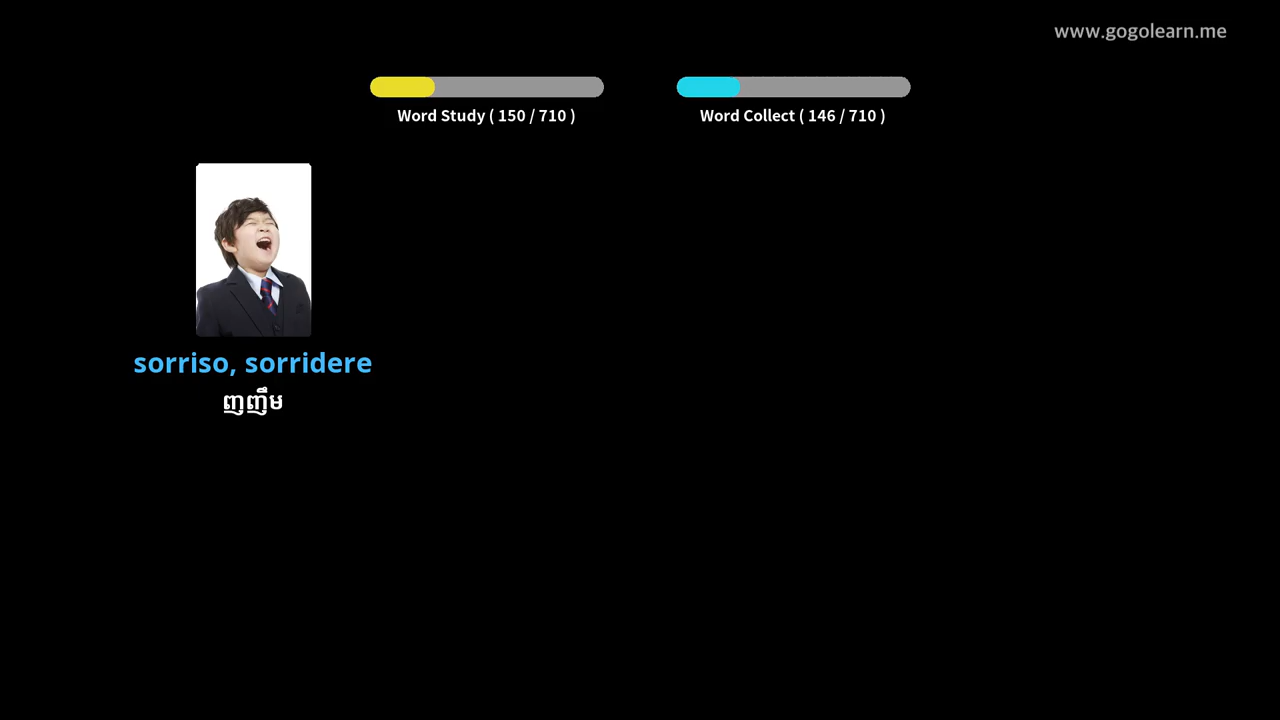 www.gogolearn.me
Word Study ( 150 / 710 )
Word Collect ( 146 / 710 )
sorriso, sorridere
ញញឹម